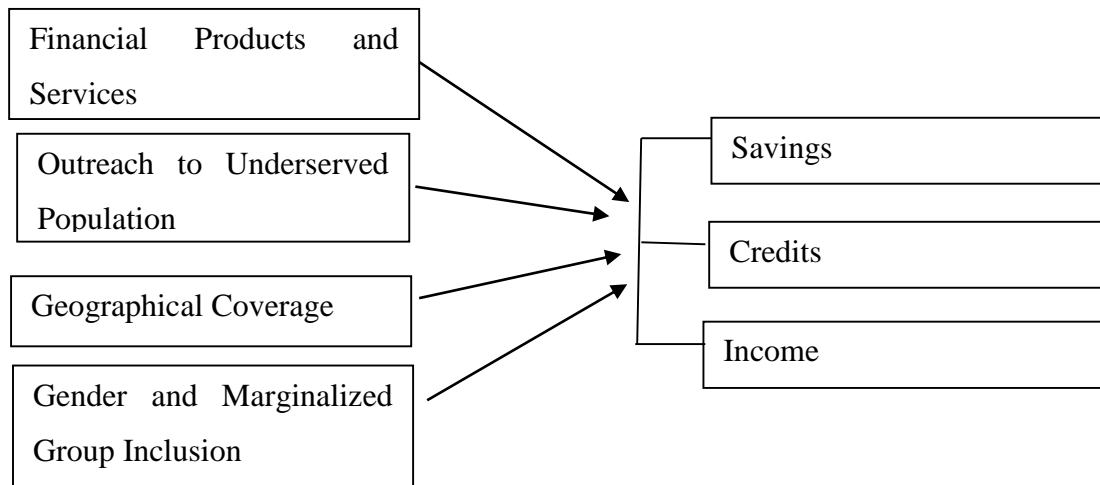 Financial Products and
Services
Outreach to Underserved
Population
Geographical Coverage
Gender and Marginalized
Group Inclusion
Savings
Credits
Income